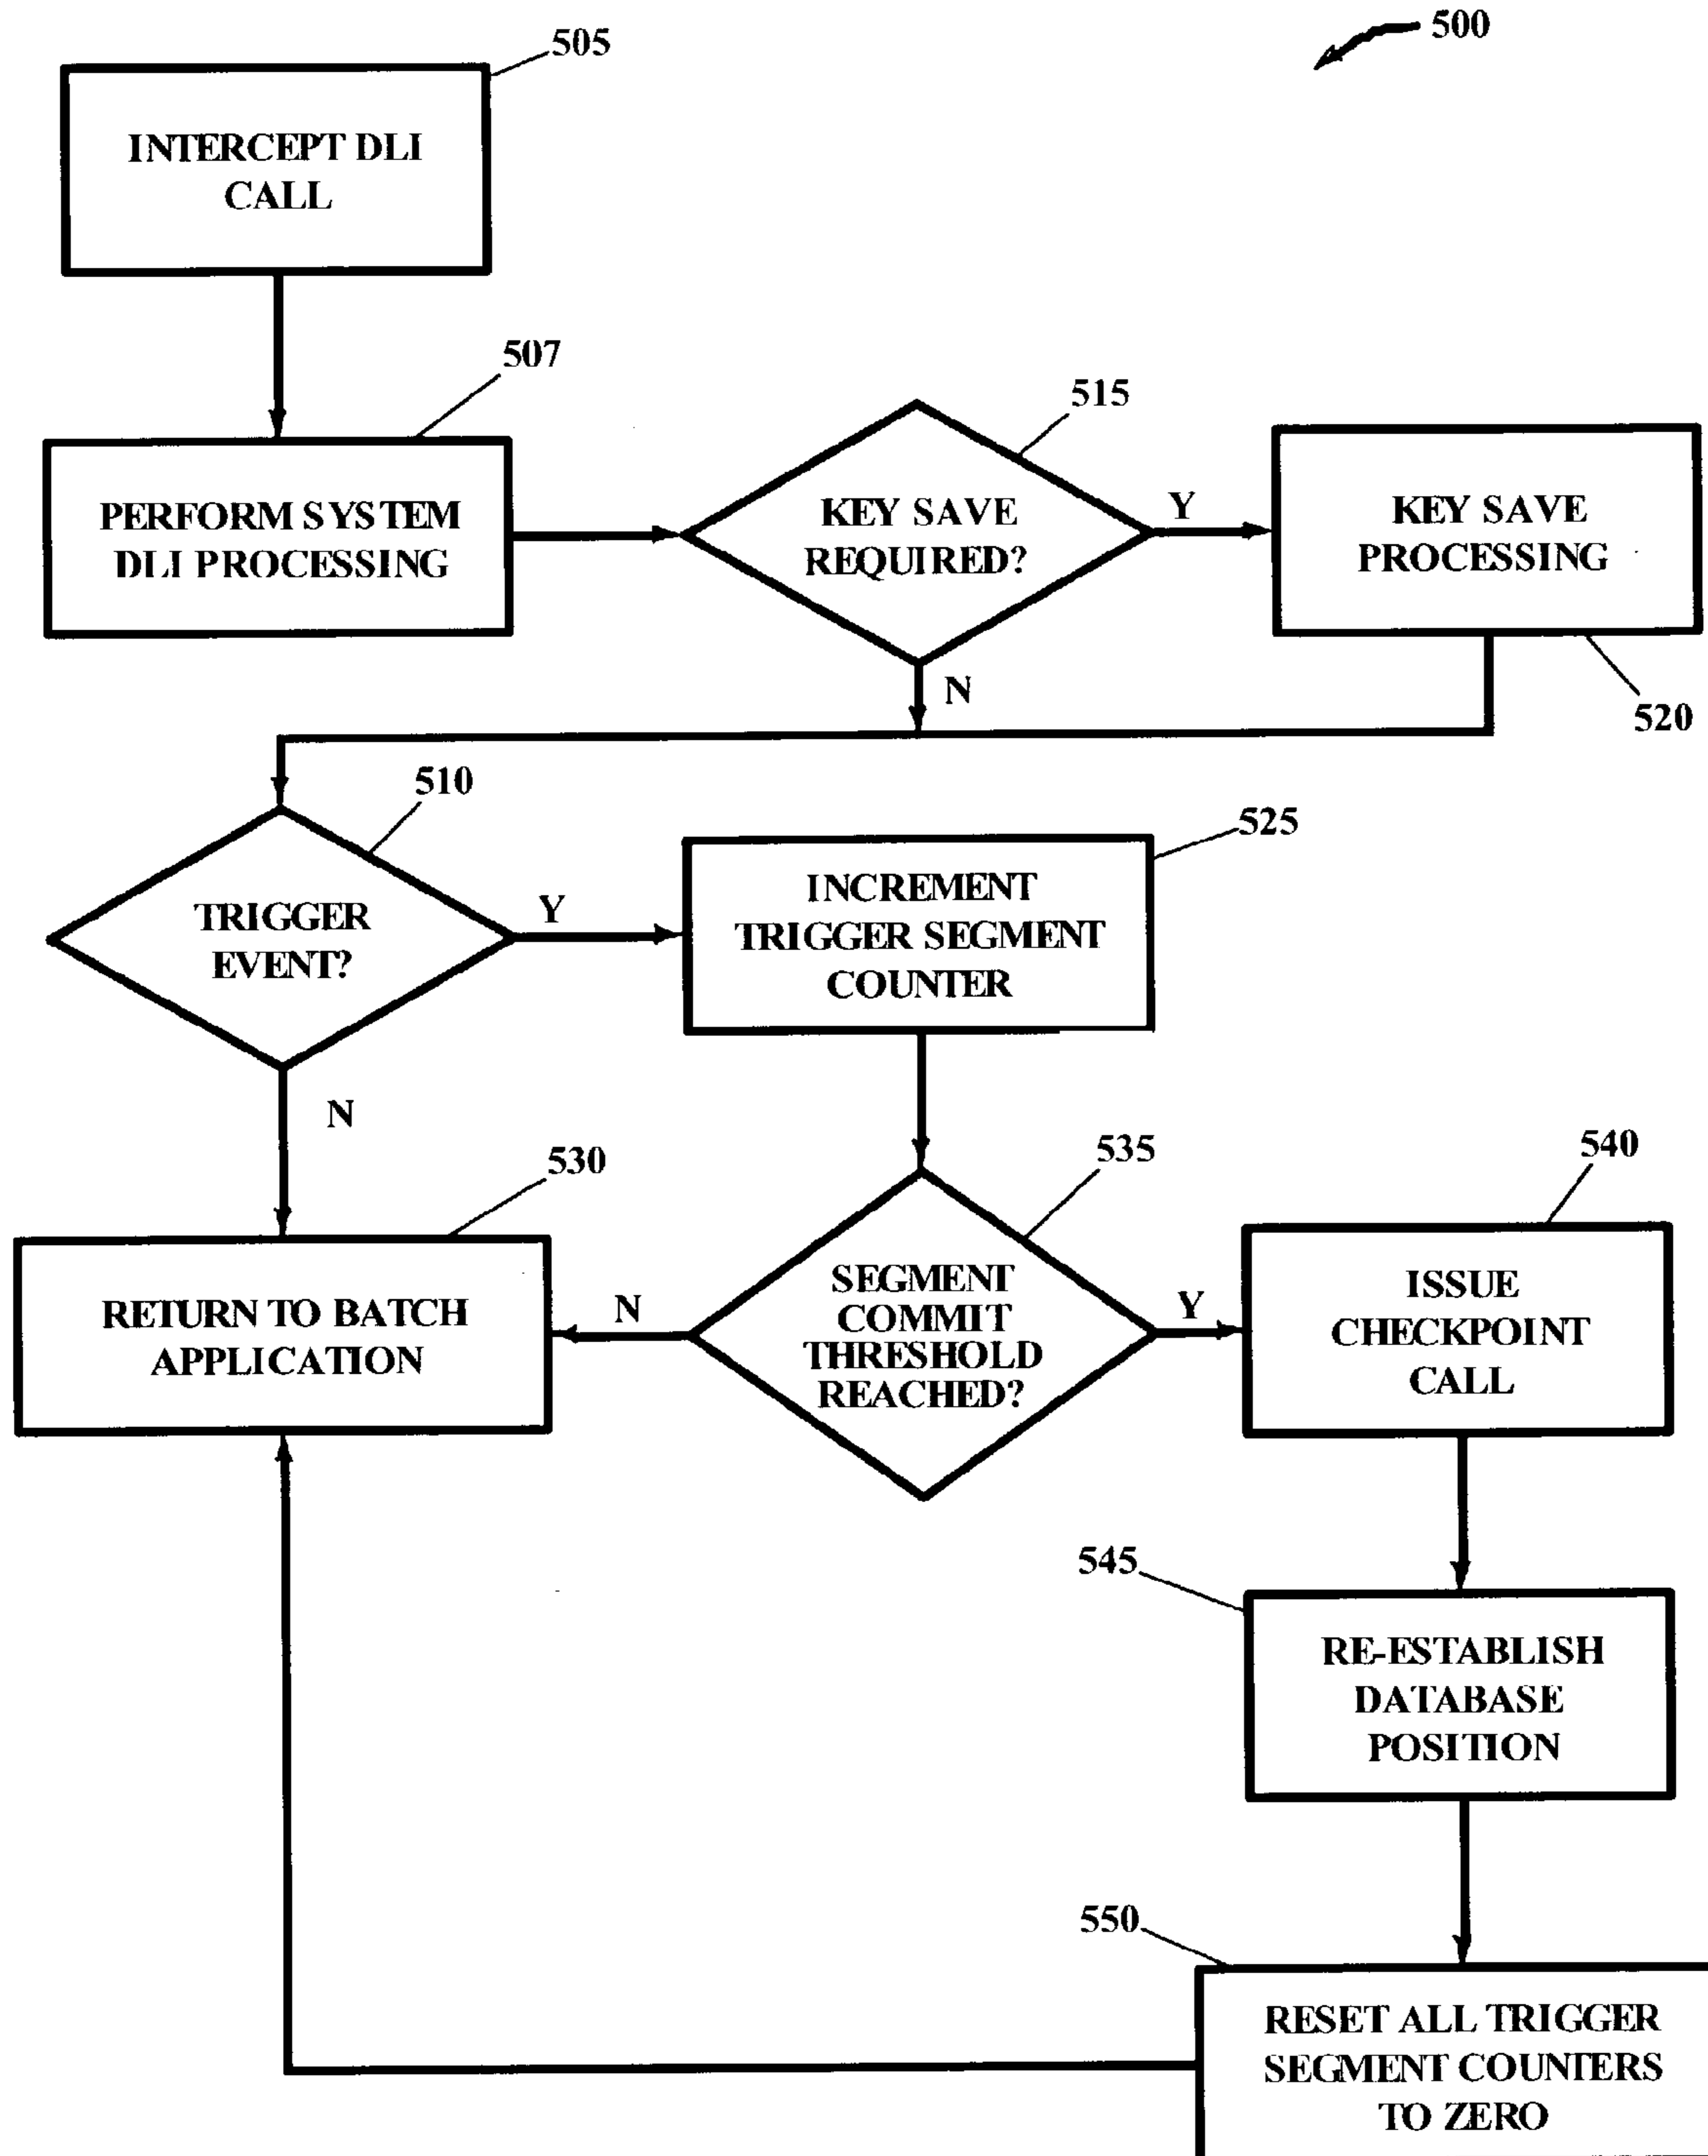 500
505
INTERCEPT DLI
CALL
507
PERFORM SYSTEM
DLI PROCESSING
515
KEY SAVE
REQUIRED?
Y
N
KEY SAVE
PROCESSING
520
510
TRIGGER
EVENT?
Y
N
525
INCREMENT
TRIGGER SEGMENT
COUNTER
530
RETURN TO BATCH
APPLICATION
535
SEGMENT
COMMIT
THRESHOLD
REACHED?
N
Y
540
ISSUE
CHECKPOINT
CALL
545
RE-ESTABLISH
DATABASE
POSITION
550
RESET ALL TRIGGER
SEGMENT COUNTERS
TO ZERO